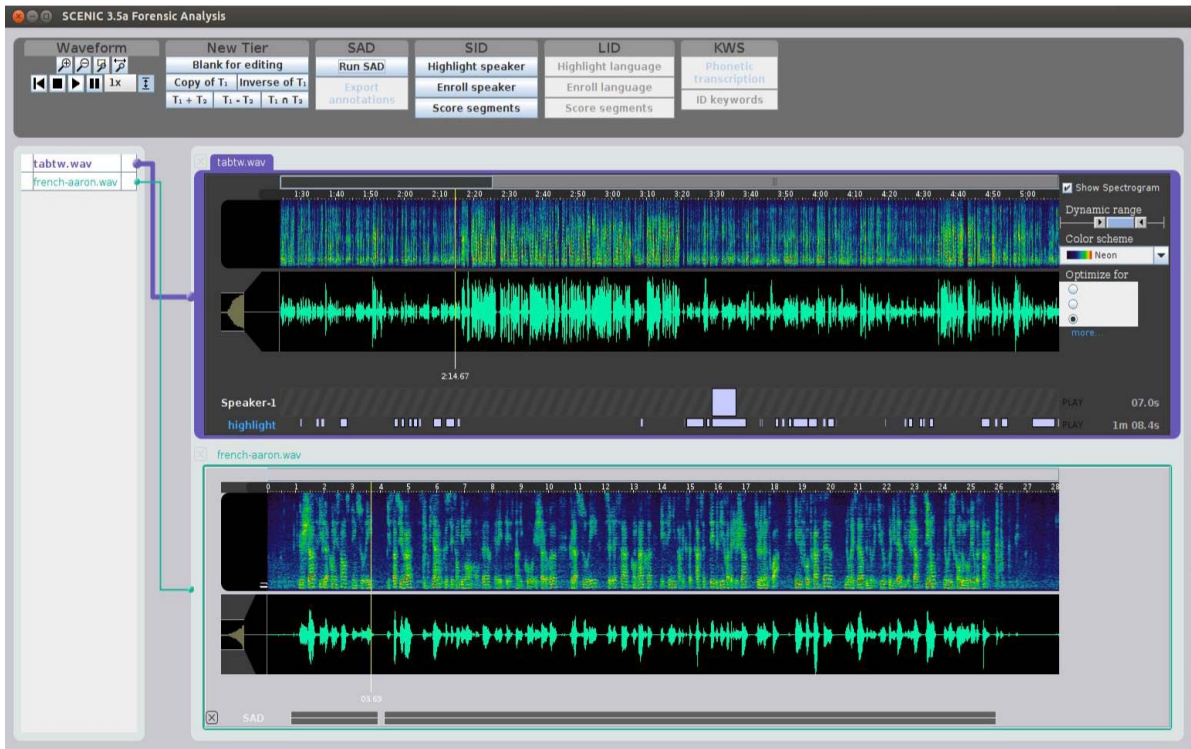 SCENIC 3.5a Forensic Analysis
Waveform New Tier SAD SID LID KWS
Blank for editing Run SAD Highlight speaker Highlight language Phonetic transcription
1x Copy of T₁ Inverse of T₁ Export annotations Enroll speaker Enroll language
T₁ + T₂ T₁ - T₂ T₁ ∩ T₂ Score segments Score segments ID keywords
tabtw.wav
french-aaron.wav
tabtw.wav
1:30 1:40 1:50 2:00 2:10 2:20 2:30 2:40 2:50 3:00 3:10 3:20 3:30 3:40 3:50 4:00 4:10 4:20 4:30 4:40 4:50 5:00
Show Spectrogram
Dynamic range
Color scheme
Neon
Optimize for
more...
2:14.67
Speaker-1 PLAY 07.0s
highlight PLAY 1m 08.4s
french-aaron.wav
0 1 2 3 4 5 6 7 8 9 10 11 12 13 14 15 16 17 18 19 20 21 22 23 24 25 26 27 28
03.69
SAD